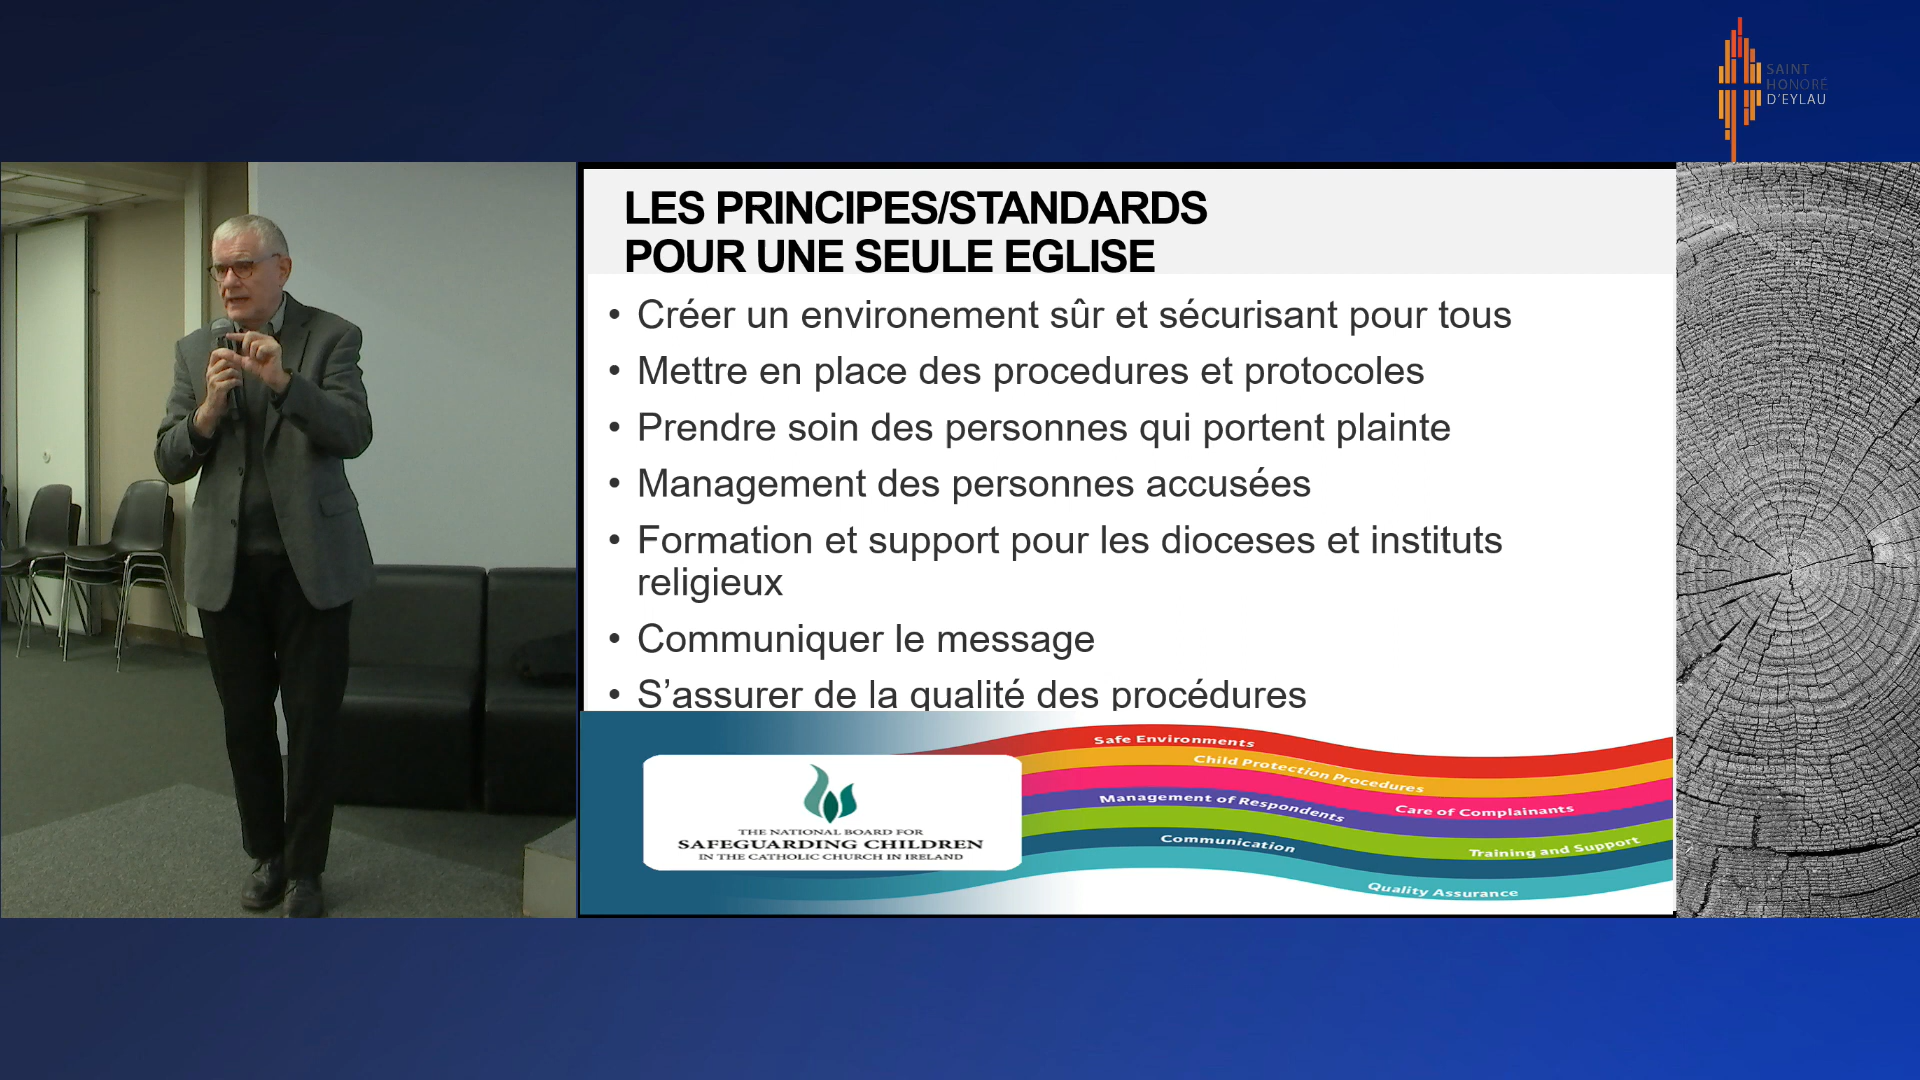 SAINT
HONORÉ
D'EYLAU
LES PRINCIPES/STANDARDS
POUR UNE SEULE EGLISE
• Créer un environement sûr et sécurisant pour tous
• Mettre en place des procedures et protocoles
• Prendre soin des personnes qui portent plainte
• Management des personnes accusées
• Formation et support pour les dioceses et instituts
religieux
• Communiquer le message
• S’assurer de la qualité des procédures
Safe Environments
Child Protection Procedures
Management of Respondents
Care of Complainants
Communication
Training and Support
Quality Assurance
THE NATIONAL BOARD FOR
SAFEGUARDING CHILDREN
IN THE CATHOLIC CHURCH IN IRELAND